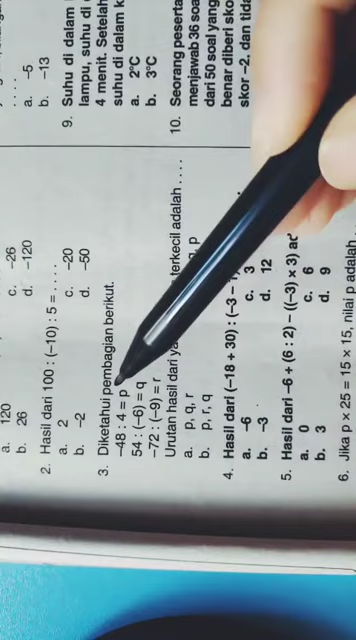 a. 120
b. 26
c. −26
d. −120
2. Hasil dari 100 : (−10) : 5 = . . . .
a. 2
b. −2
c. −20
d. −50
3. Diketahui pembagian berikut.
−48 : 4 = p
54 : (−6) = q
−72 : (−9) = r
Urutan hasil dari terkecil adalah . . . .
a. p, q, r
b. p, r, q
p
4. Hasil dari (−18 + 30) : (−3 −
a. −6
b. −3
c. 3
d. 12
5. Hasil dari −6 + (6 : 2) − ((−3) × 3)
a. 0
b. 3
c. 6
d. 9
6. Jika p × 25 = 15 × 15, nilai p adalah
. . . .
a. −5
b. −13
9. Suhu di dalam
lampu, suhu di
4 menit. Setelah
suhu di dalam k
a. 2°C
b. 3°C
10. Seorang peserta
menjawab 36 soa
dari 50 soal yang
benar diberi sko
skor −2, dan tida